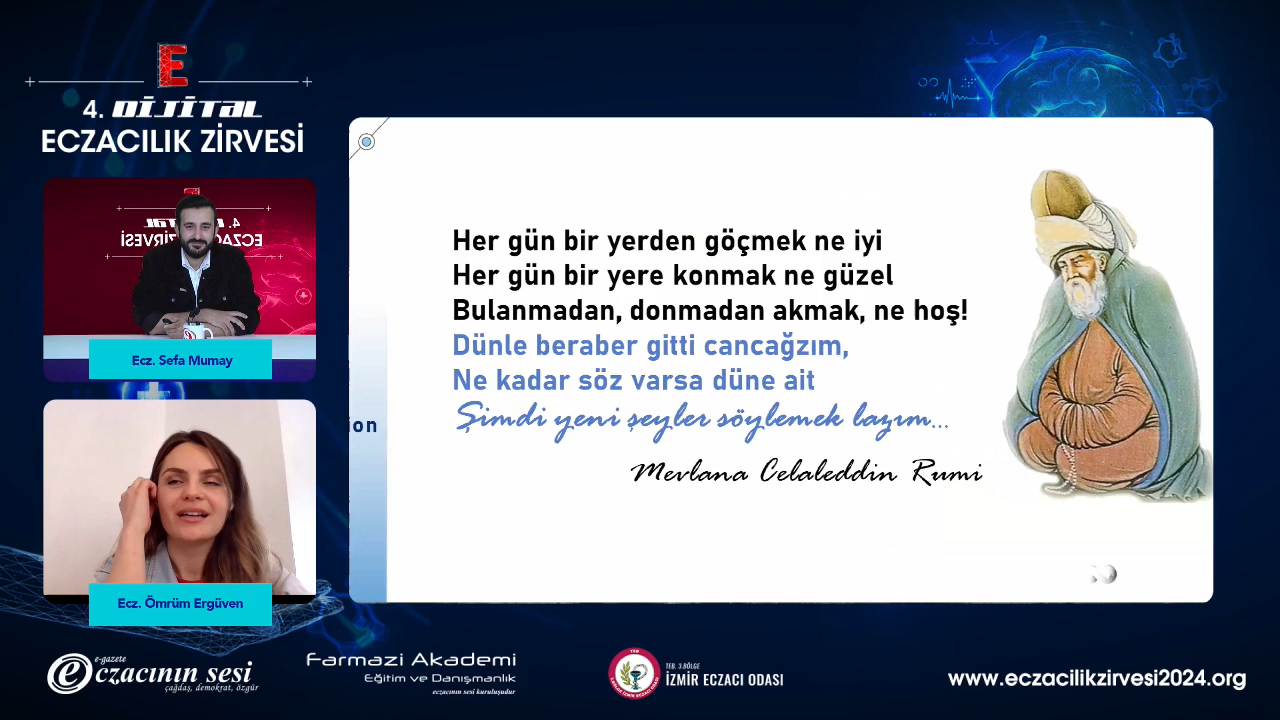 E
4. DİJİTAL
ECZACILIK ZİRVESİ
Ecz. Sefa Mumay
Ecz. Ömrüm Ergüven
ion
Her gün bir yerden göçmek ne iyi
Her gün bir yere konmak ne güzel
Bulanmadan, donmadan akmak, ne hoş!
Dünle beraber gitti cancağzım,
Ne kadar söz varsa düne ait
Şimdi yeni şeyler söylemek lazım...
Mevlana Celaleddin Rumi
e-gazete
eczacının sesi
çağdaş, demokrat, özgür
Farmazi Akademi
Eğitim ve Danışmanlık
eczacının sesi kuruluşudur
TEB. 3.BÖLGE
İZMİR ECZACI ODASI
www.eczacilikzirvesi2024.org